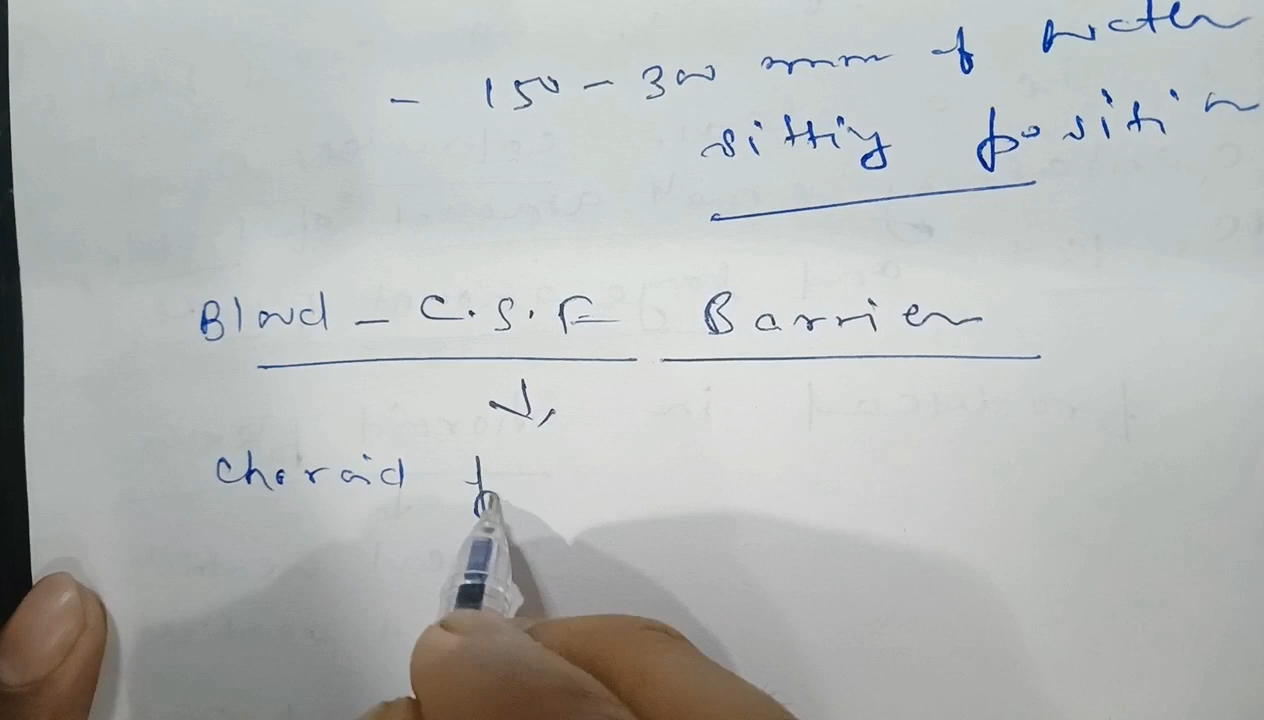 - 150-300 mm of water
sitting position
Blood - C.S.F Barrier
Choroid p